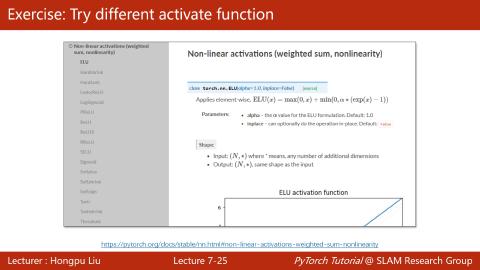 Exercise: Try different activate function
Non-linear activations (weighted
sum, nonlinearity)
ELU
Hardshrink
Hardtanh
LeakyReLU
LogSigmoid
PReLU
ReLU
ReLU6
RReLU
SELU
Sigmoid
Softplus
Softshrink
Softsign
Tanh
Tanhshrink
Threshold
Non-linear activations (weighted sum, nonlinearity)
class torch.nn.ELU(alpha=1.0, inplace=False) [source]
Applies element-wise, ELU(x) = max(0, x) + min(0, α ∗ (exp(x) − 1))
Parameters: • alpha – the α value for the ELU formulation. Default: 1.0
• inplace – can optionally do the operation in-place. Default: False
Shape:
• Input: (N, ∗) where * means, any number of additional dimensions
• Output: (N, ∗), same shape as the input
ELU activation function
6
https://pytorch.org/docs/stable/nn.html#non-linear-activations-weighted-sum-nonlinearity
Lecturer : Hongpu Liu Lecture 7-25 PyTorch Tutorial @ SLAM Research Group